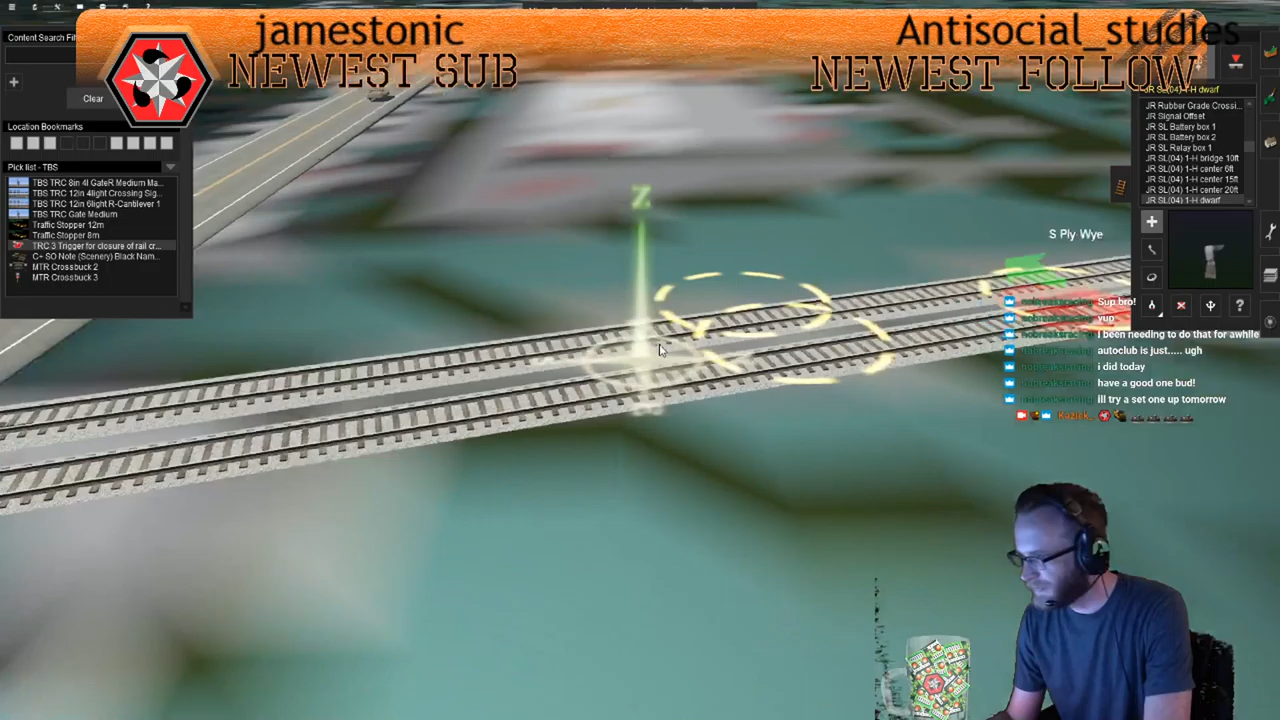 jamestonic
NEWEST SUB
Antisocial_studies
NEWEST FOLLOW
Clear
Location Bookmarks
Pick list - TBS
TBS TRC 8in 4l GateR Medium Ma...
TBS TRC 12in 4light Crossing Sig...
TBS TRC 12in 6light R-Cantilever 1
TBS TRC Gate Medium
Traffic Stopper 12m
Traffic Stopper 8m
TRC 3 Trigger for closure of rail cr...
C+ SO Note (Scenery) Black Nam...
MTR Crossbuck 2
MTR Crossbuck 3
Z
S Ply Wye
JR SL(04) 1-H dwarf
JR Rubber Grade Crossi...
JR Signal Offset
JR SL Battery box 1
JR SL Battery box 2
JR SL Relay box 1
JR SL(04) 1-H bridge 10ft
JR SL(04) 1-H center 6ft
JR SL(04) 1-H center 15ft
JR SL(04) 1-H center 20ft
JR SL(04) 1-H dwarf
Sup bro!
yup
i been needing to do that for awhile
autoclub is just..... ugh
i did today
have a good one bud!
ill try a set one up tomorrow